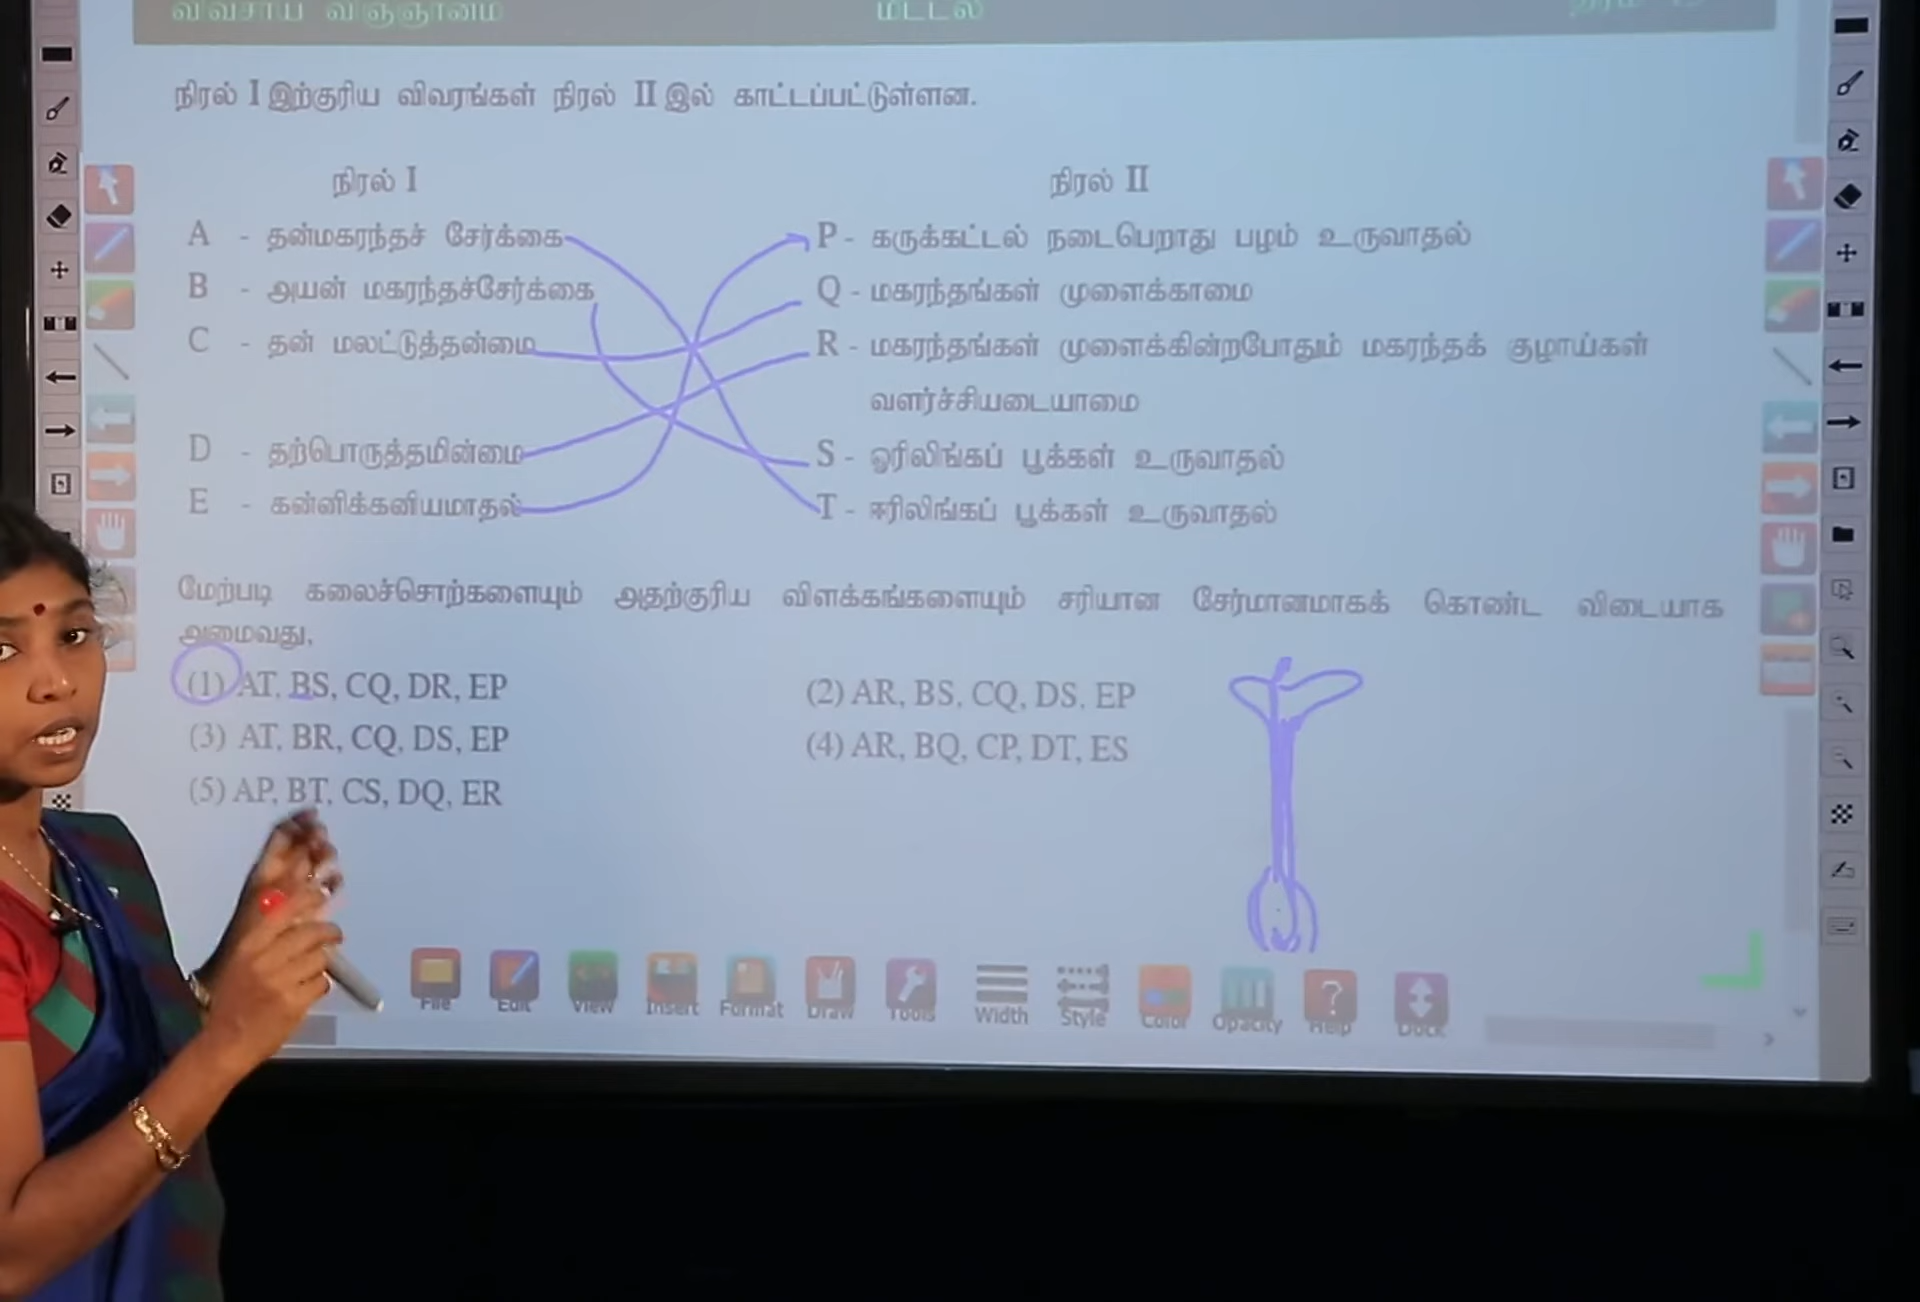 விவசாய விஞ்ஞானம் மீட்டல்
நிரல் I இற்குரிய விவரங்கள் நிரல் II இல் காட்டப்பட்டுள்ளன.
நிரல் I நிரல் II
A - தன்மகரந்தச் சேர்க்கை P - கருக்கட்டல் நடைபெறாது பழம் உருவாதல்
B - அயன் மகரந்தச்சேர்க்கை Q - மகரந்தங்கள் முளைக்காமை
C - தன் மலட்டுத்தன்மை R - மகரந்தங்கள் முளைக்கின்றபோதும் மகரந்தக் குழாய்கள்
வளர்ச்சியடையாமை
D - தற்பொருத்தமின்மை S - ஓரிலிங்கப் பூக்கள் உருவாதல்
E - கன்னிக்கனியமாதல் T - ஈரிலிங்கப் பூக்கள் உருவாதல்
மேற்படி கலைச்சொற்களையும் அதற்குரிய விளக்கங்களையும் சரியான சேர்மானமாகக் கொண்ட விடையாக
அமைவது,
(1) AT, BS, CQ, DR, EP (2) AR, BS, CQ, DS, EP
(3) AT, BR, CQ, DS, EP (4) AR, BQ, CP, DT, ES
(5) AP, BT, CS, DQ, ER
File Edit View Insert Format Draw Tools Width Style Color Opacity Help Dock